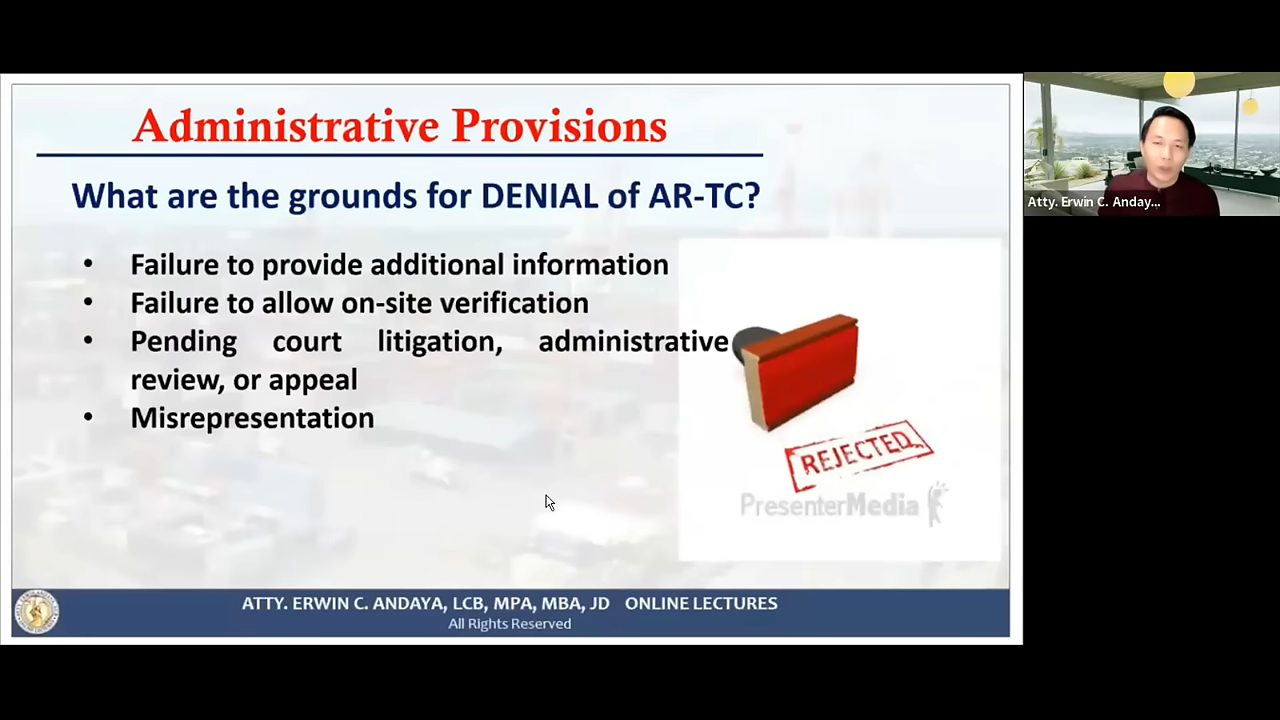 Administrative Provisions
What are the grounds for DENIAL of AR-TC?
• Failure to provide additional information
• Failure to allow on-site verification
• Pending court litigation, administrative
review, or appeal
• Misrepresentation
REJECTED
PresenterMedia
ATTY. ERWIN C. ANDAYA, LCB, MPA, MBA, JD ONLINE LECTURES
All Rights Reserved
Atty. Erwin C. Anday...